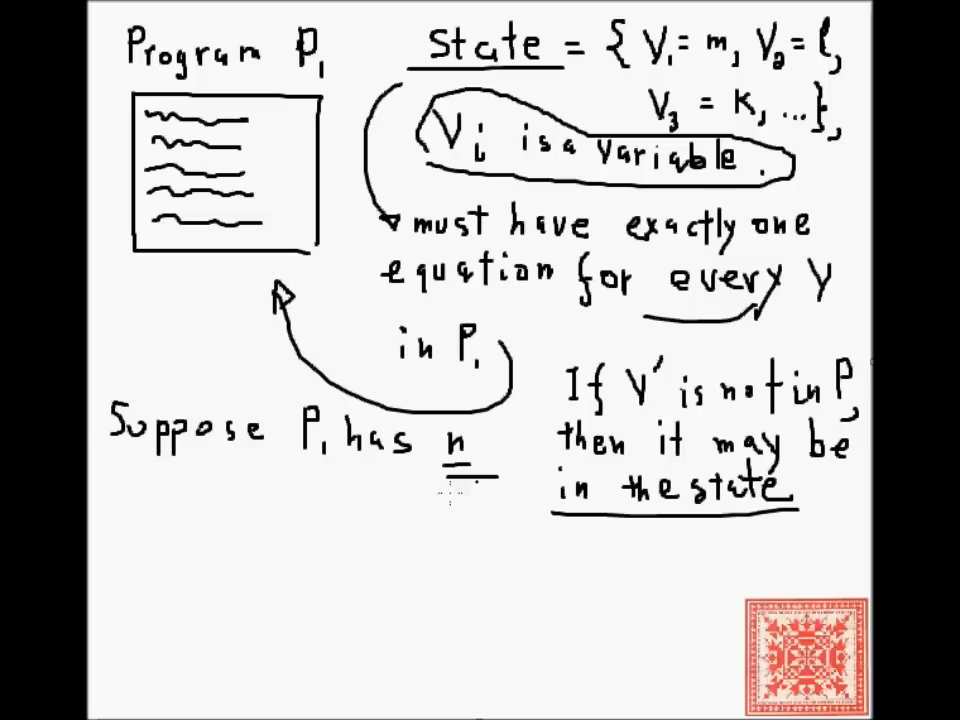 Program P1
State = { V1 = m, V2 = l,
V3 = K, ... },
Vi is a variable.
must have exactly one
equation for every V
in P1
If V' is not in P,
then it may be
in the state
Suppose P1 has n